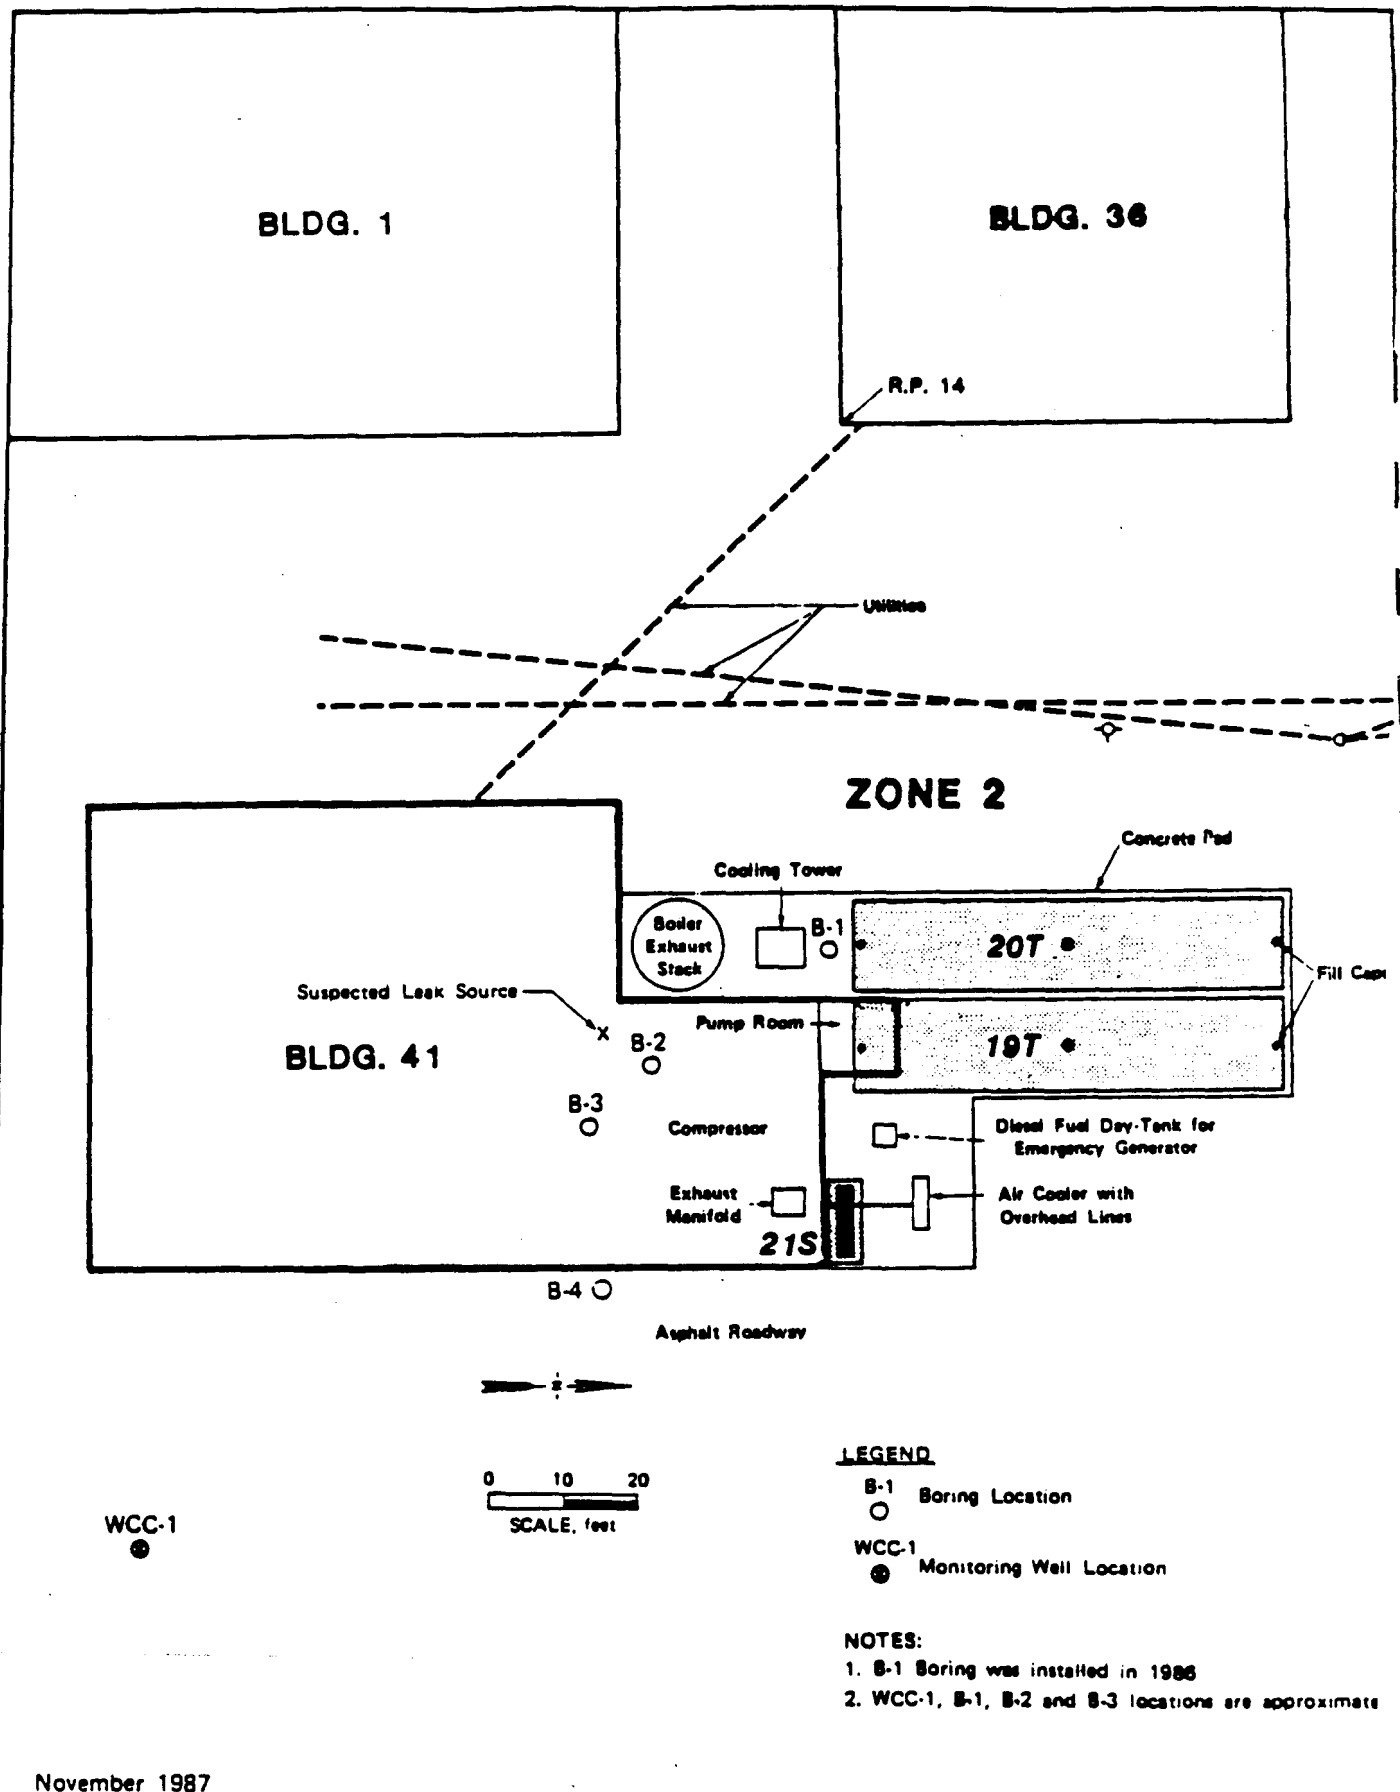 BLDG. 1
BLDG. 36
R.P. 14
Utilities
ZONE 2
Concrete Pad
Cooling Tower
B-1
Boiler
Exhaust
Stack
20T
Fill Caps
Suspected Leak Source
X
Pump Room
19T
BLDG. 41
B-2
B-3
Compressor
Diesel Fuel Day-Tank for
Emergency Generator
Exhaust
Manifold
Air Cooler with
Overhead Lines
21S
B-4
Asphalt Roadway
z
0 10 20
SCALE, feet
WCC-1
LEGEND
B-1
Boring Location
WCC-1
Monitoring Well Location
NOTES:
1. B-1 Boring was installed in 1986
2. WCC-1, B-1, B-2 and B-3 locations are approximate
November 1987